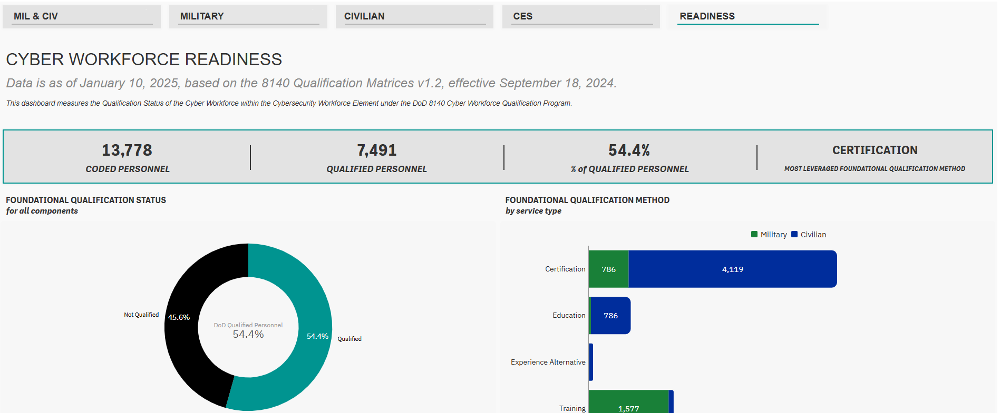 MIL & CIV
MILITARY
CIVILIAN
CES
READINESS
CYBER WORKFORCE READINESS
Data is as of January 10, 2025, based on the 8140 Qualification Matrices v1.2, effective September 18, 2024.
This dashboard measures the Qualification Status of the Cyber Workforce within the Cybersecurity Workforce Element under the DoD 8140 Cyber Workforce Qualification Program.
13,778
CODED PERSONNEL
7,491
QUALIFIED PERSONNEL
54.4%
% of QUALIFIED PERSONNEL
CERTIFICATION
MOST LEVERAGED FOUNDATIONAL QUALIFICATION METHOD
FOUNDATIONAL QUALIFICATION STATUS
for all components
Not Qualified
45.6%
DoD Qualified Personnel
54.4%
54.4%
Qualified
FOUNDATIONAL QUALIFICATION METHOD
by service type
Military
Civilian
Certification
786
4,119
Education
786
Experience Alternative
Training
1,577